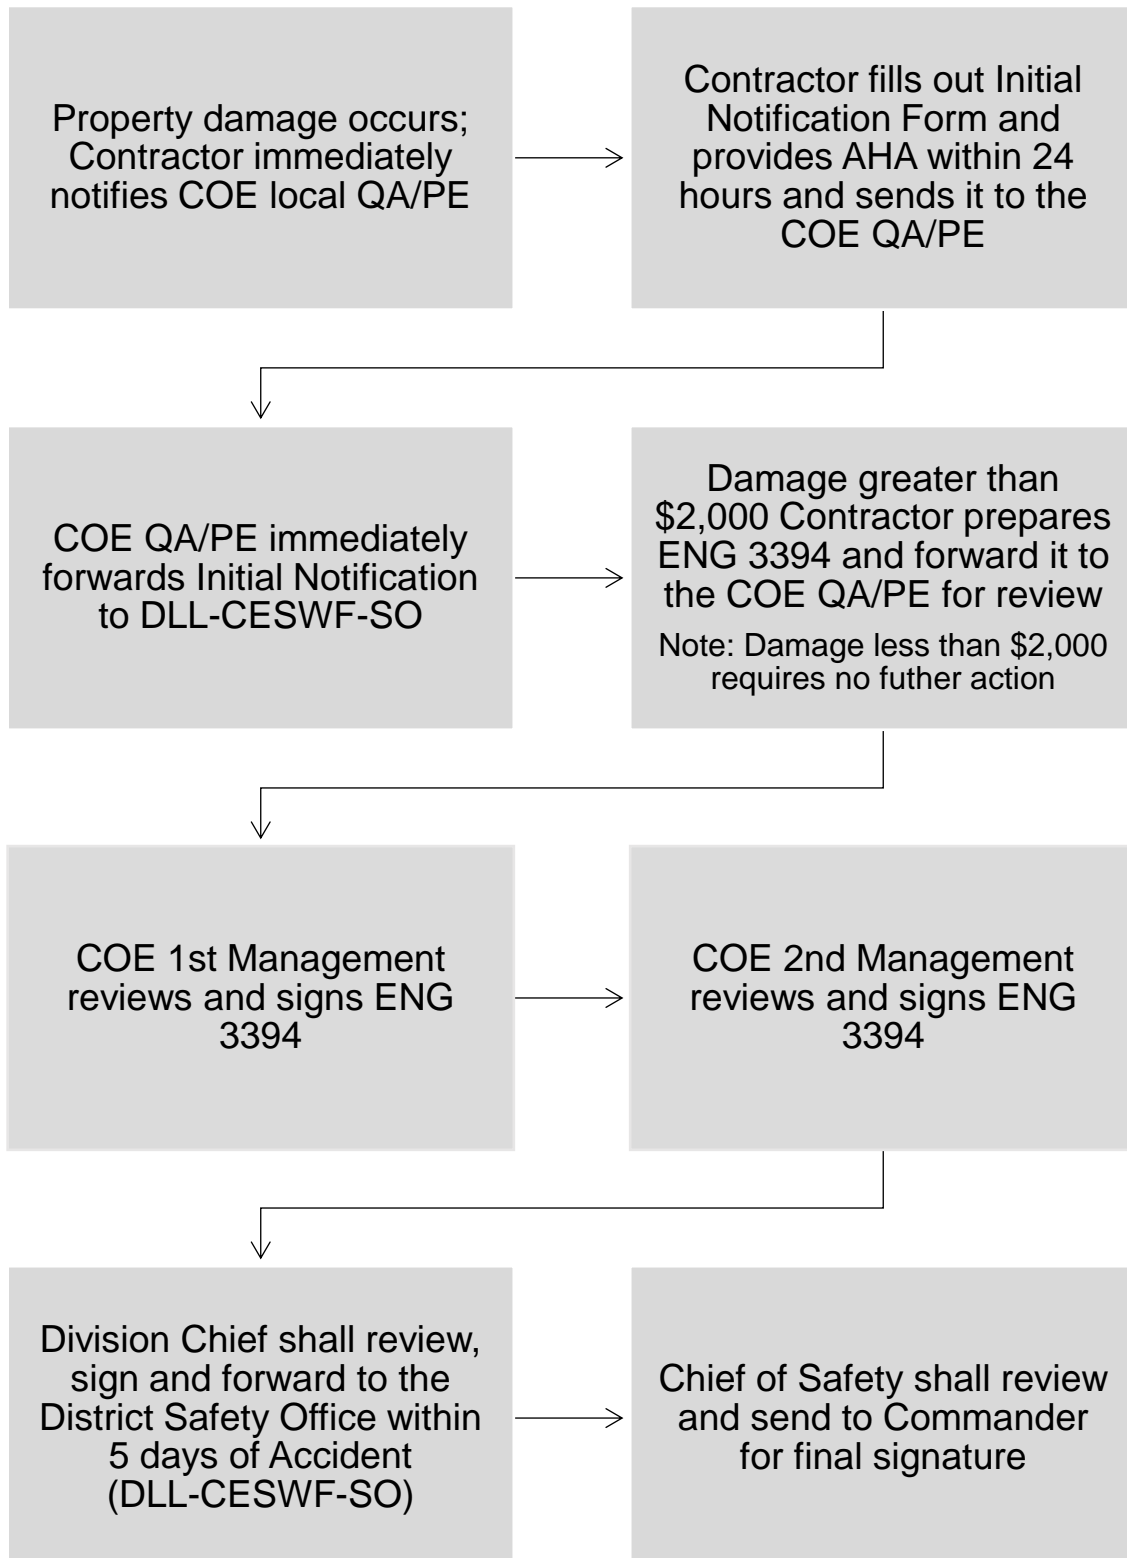 Property damage occurs;
Contractor immediately
notifies COE local QA/PE
Contractor fills out Initial
Notification Form and
provides AHA within 24
hours and sends it to the
COE QA/PE
COE QA/PE immediately
forwards Initial Notification
to DLL-CESWF-SO
Damage greater than
$2,000 Contractor prepares
ENG 3394 and forward it to
the COE QA/PE for review
Note: Damage less than $2,000
requires no futher action
COE 1st Management
reviews and signs ENG
3394
COE 2nd Management
reviews and signs ENG
3394
Division Chief shall review,
sign and forward to the
District Safety Office within
5 days of Accident
(DLL-CESWF-SO)
Chief of Safety shall review
and send to Commander
for final signature